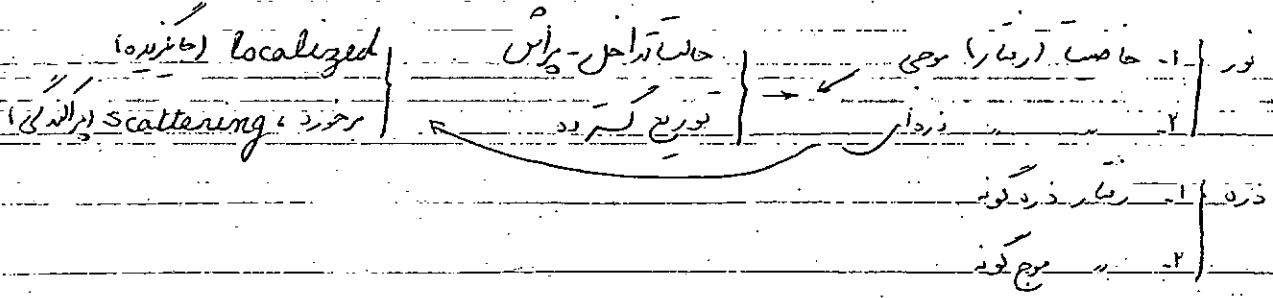 نور ۱- خاصیت (رفتار) موجی → حالت تداخل - پراش localized (جایگزیده)
۲- " " ذره‌ای توزیع گسترده برخورد، scattering (پراکندگی)
ذره ۱- رفتار ذره گونه
۲- " موج گونه